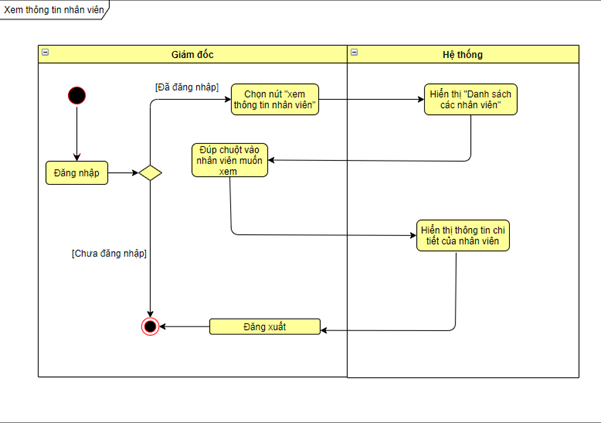 Xem thông tin nhân viên
Giám đốc
Hệ thống
[Đã đăng nhập]
Chọn nút "xem
thông tin nhân viên"
Hiển thị "Danh sách
các nhân viên"
Đúp chuột vào
nhân viên muốn
xem
Đăng nhập
Hiển thị thông tin chi
tiết của nhân viên
[Chưa đăng nhập]
Đăng xuất